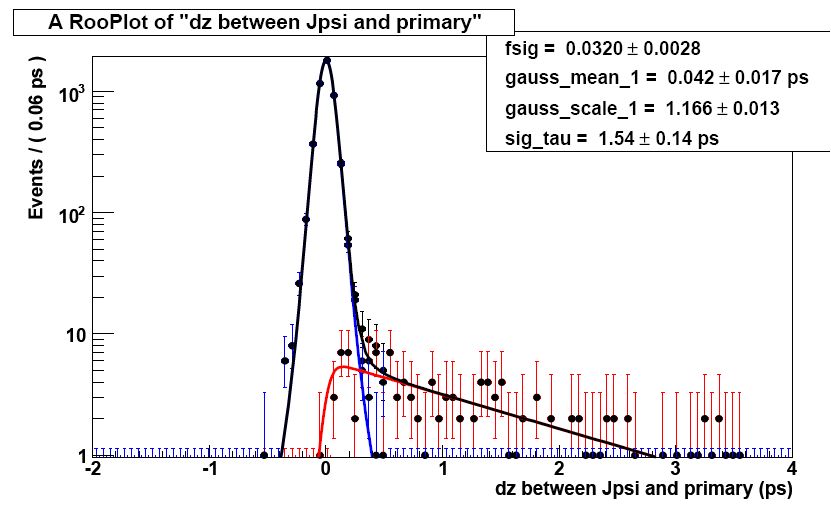 A RooPlot of "dz between Jpsi and primary"
fsig = 0.0320 ± 0.0028
gauss_mean_1 = 0.042 ± 0.017 ps
gauss_scale_1 = 1.166 ± 0.013
sig_tau = 1.54 ± 0.14 ps
Events / ( 0.06 ps )
10³
10²
10
1
-2 -1 0 1 2 3 4
dz between Jpsi and primary (ps)